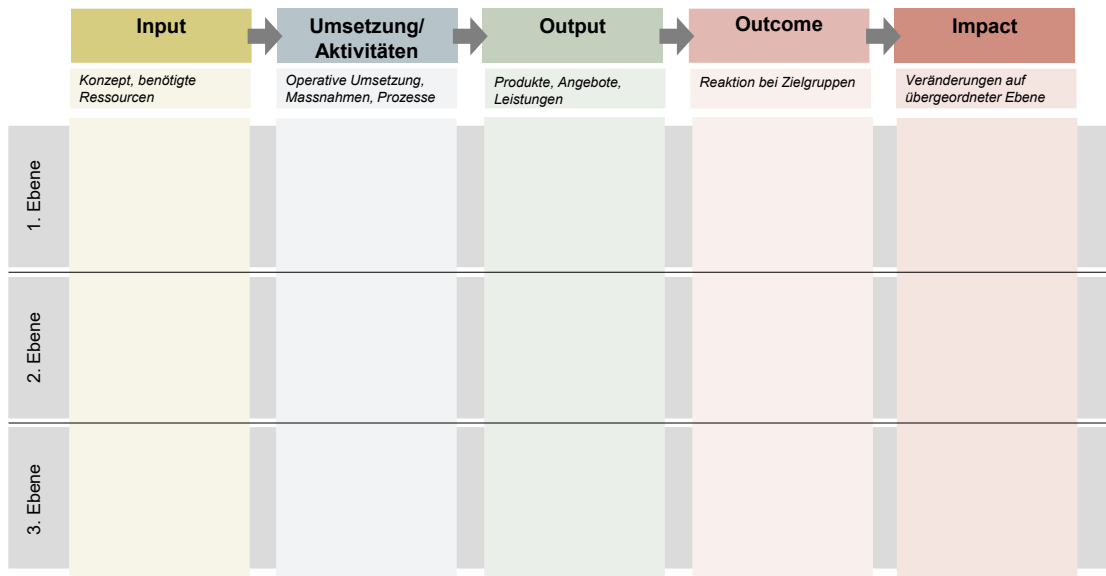 Input
Umsetzung/
Aktivitäten
Output
Outcome
Impact
Konzept, benötigte
Ressourcen
Operative Umsetzung,
Massnahmen, Prozesse
Produkte, Angebote,
Leistungen
Reaktion bei Zielgruppen
Veränderungen auf
übergeordneter Ebene
1. Ebene
2. Ebene
3. Ebene